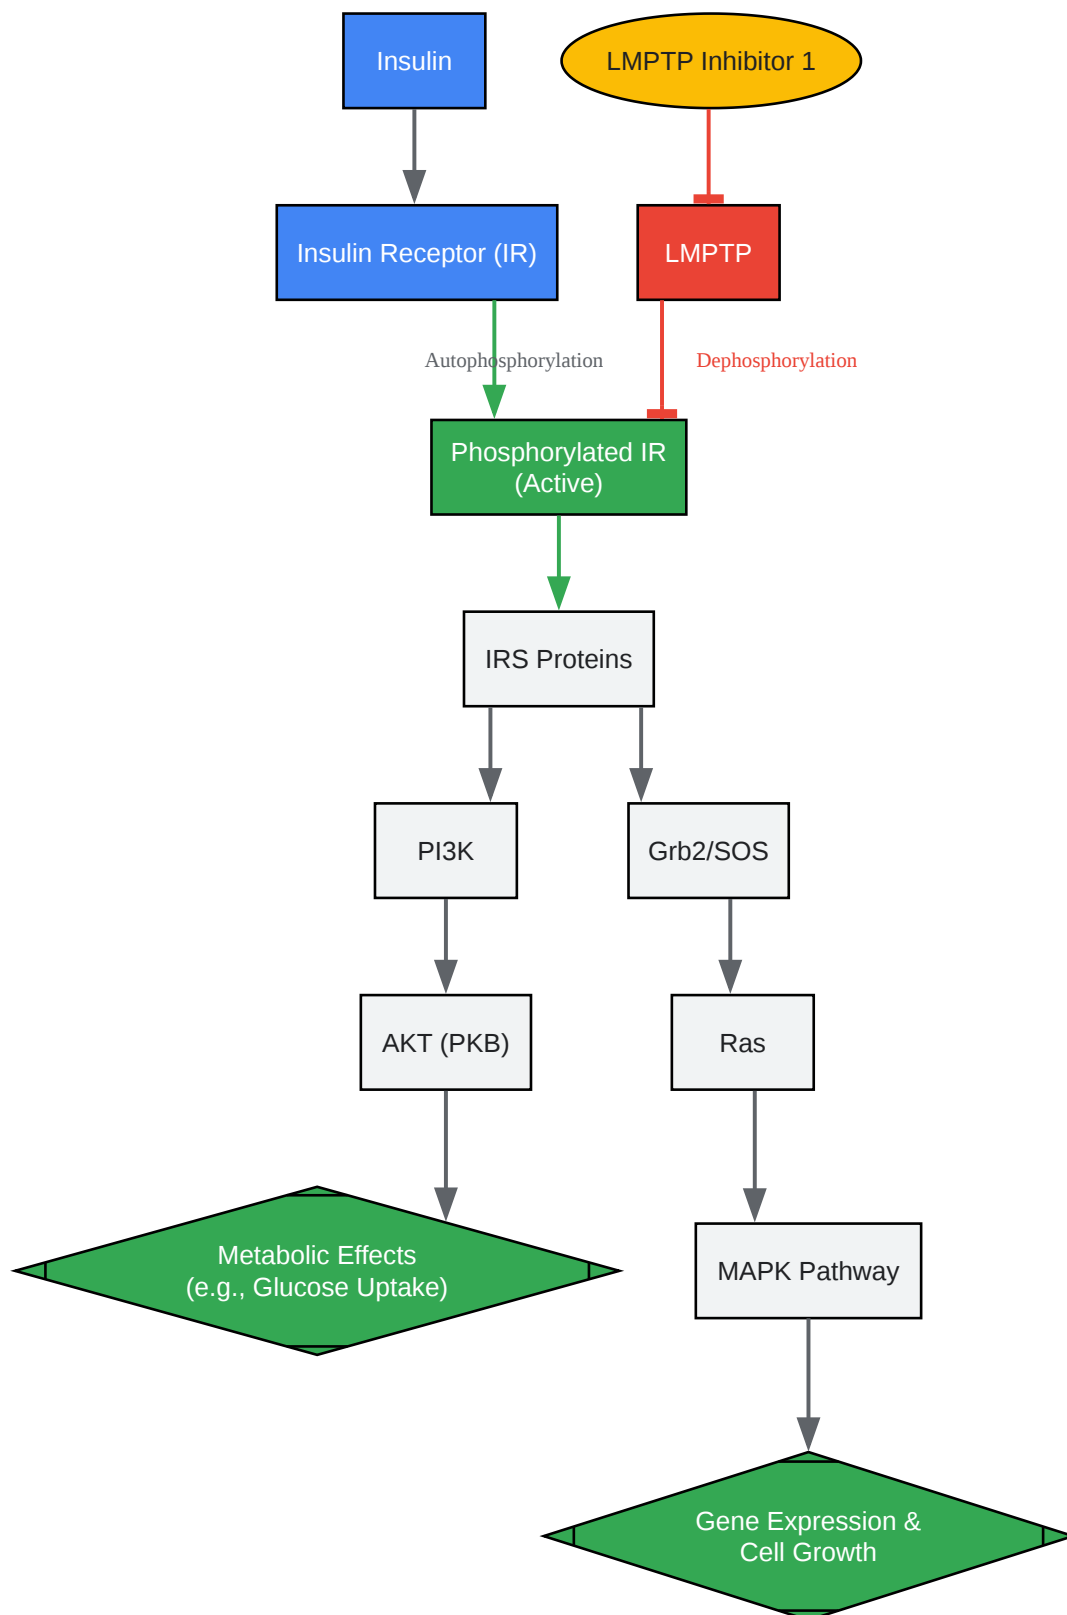 Insulin
LMPTP Inhibitor 1
Insulin Receptor (IR)
LMPTP
Autophosphorylation
Dephosphorylation
Phosphorylated IR
(Active)
IRS Proteins
PI3K
Grb2/SOS
AKT (PKB)
Ras
Metabolic Effects
(e.g., Glucose Uptake)
MAPK Pathway
Gene Expression &
Cell Growth